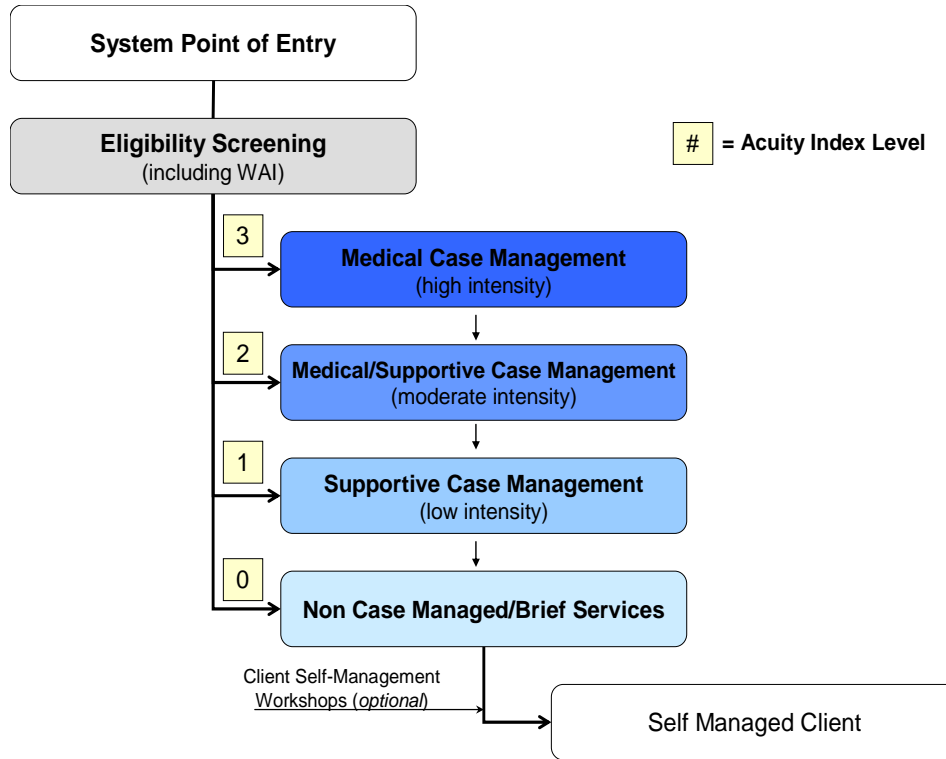 System Point of Entry
Eligibility Screening
(including WAI)
# = Acuity Index Level
3
Medical Case Management
(high intensity)
2
Medical/Supportive Case Management
(moderate intensity)
1
Supportive Case Management
(low intensity)
0
Non Case Managed/Brief Services
Client Self-Management
Workshops (optional)
Self Managed Client